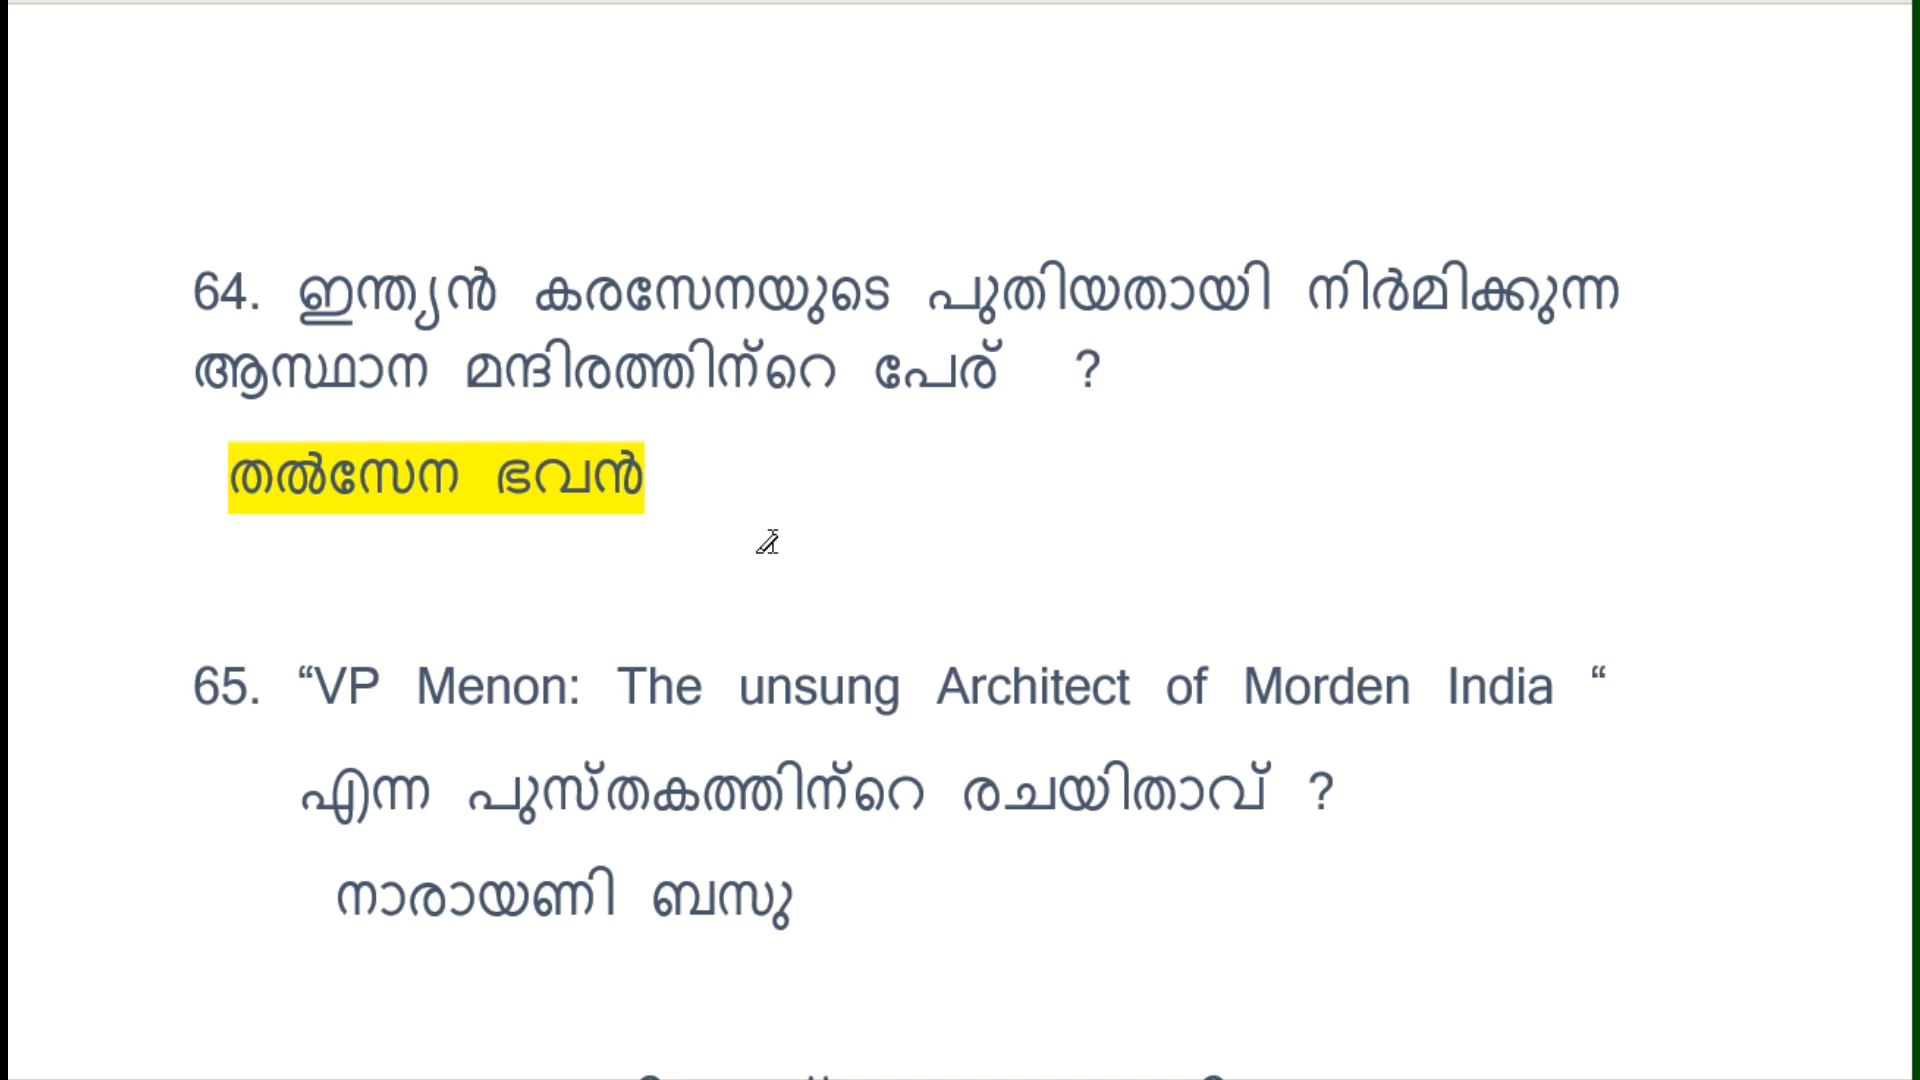 64. ഇന്ത്യൻ കരസേനയുടെ പുതിയതായി നിർമിക്കുന്ന
ആസ്ഥാന മന്ദിരത്തിന്റെ പേര് ?
തൽസേന ഭവൻ
65. “VP Menon: The unsung Architect of Morden India “
എന്ന പുസ്തകത്തിന്റെ രചയിതാവ് ?
നാരായണി ബസു